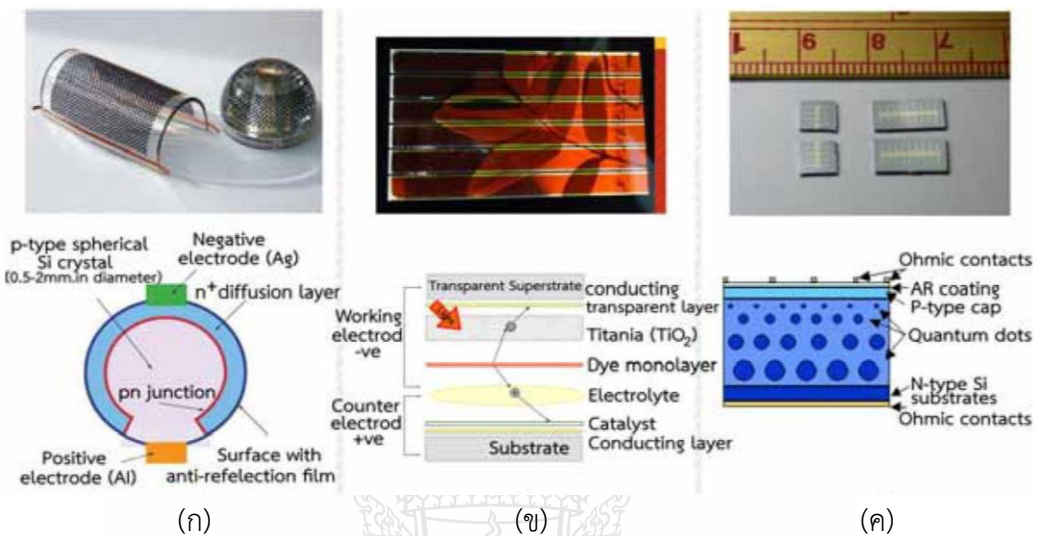 1 9 8 7
p-type spherical
Si crystal
(0.5-2mm.in diameter)
Negative
electrode (Ag)
n⁺diffusion layer
pn junction
Positive
electrode (Al)
Surface with
anti-refelection film
Transparent Superstrate
conducting
transparent layer
Working
electrod
-ve
Titania (TiO₂)
Dye monolayer
Electrolyte
Counter
electrod
+ve
Catalyst
Conducting layer
Substrate
Ohmic contacts
AR coating
P-type cap
Quantum dots
N-type Si
substrates
Ohmic contacts
(ก) (ข) (ค)